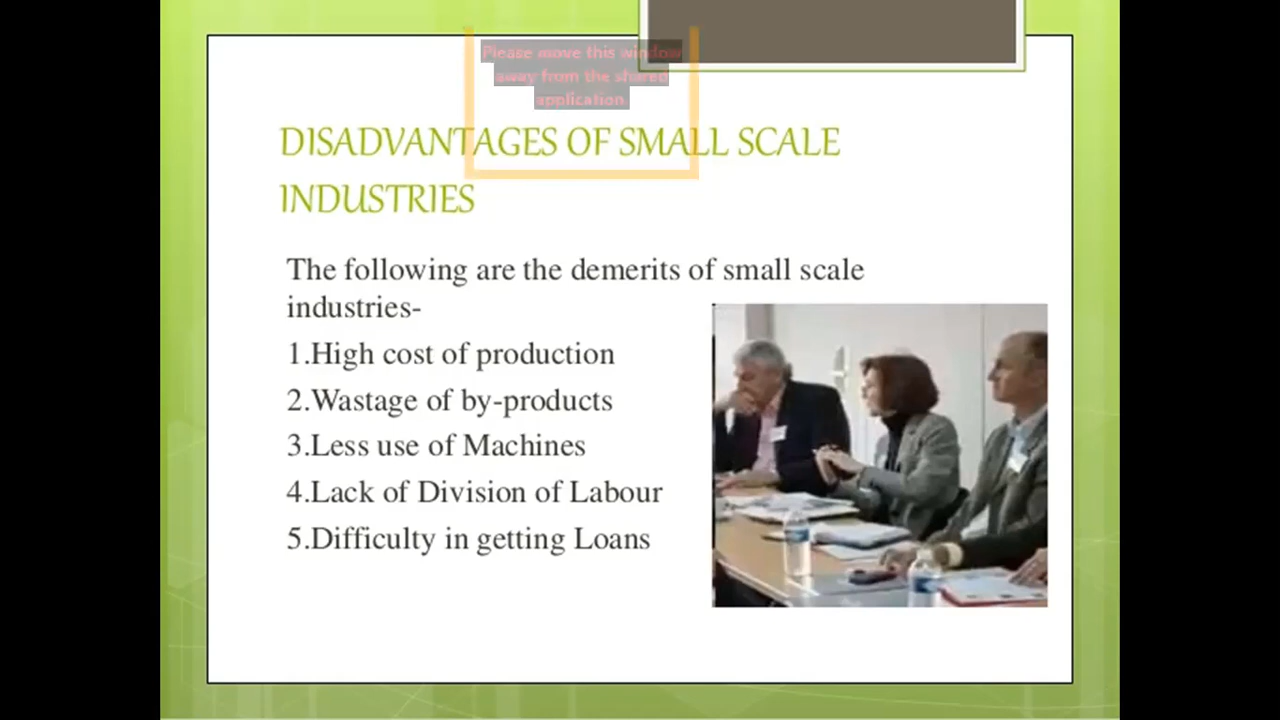 Please move this window
away from the shared
application.
DISADVANTAGES OF SMALL SCALE
INDUSTRIES
The following are the demerits of small scale
industries-
1.High cost of production
2.Wastage of by-products
3.Less use of Machines
4.Lack of Division of Labour
5.Difficulty in getting Loans